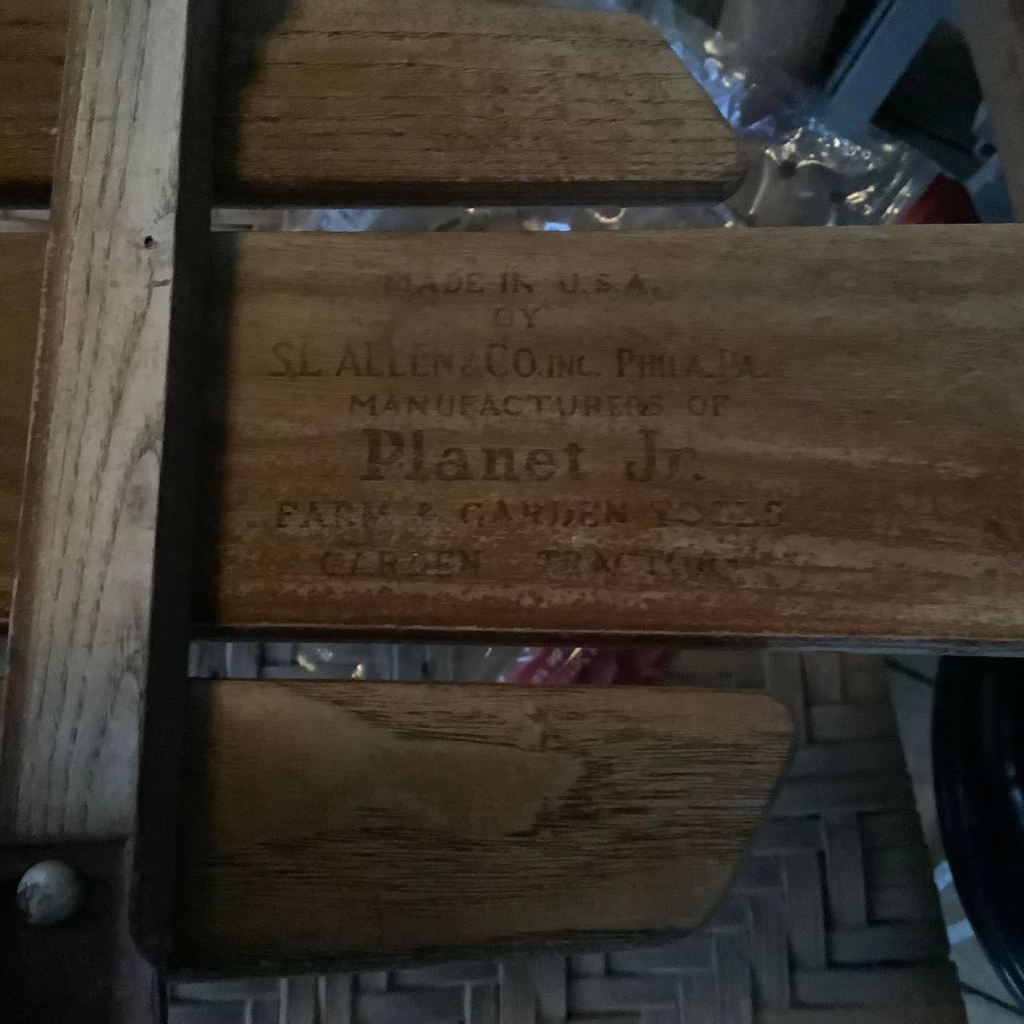 MADE IN U.S.A.
BY
S.L. ALLEN & CO. INC. PHILA. PA.
MANUFACTURERS OF
Planet Jr.
FARM & GARDEN TOOLS
GARDEN TRACTORS